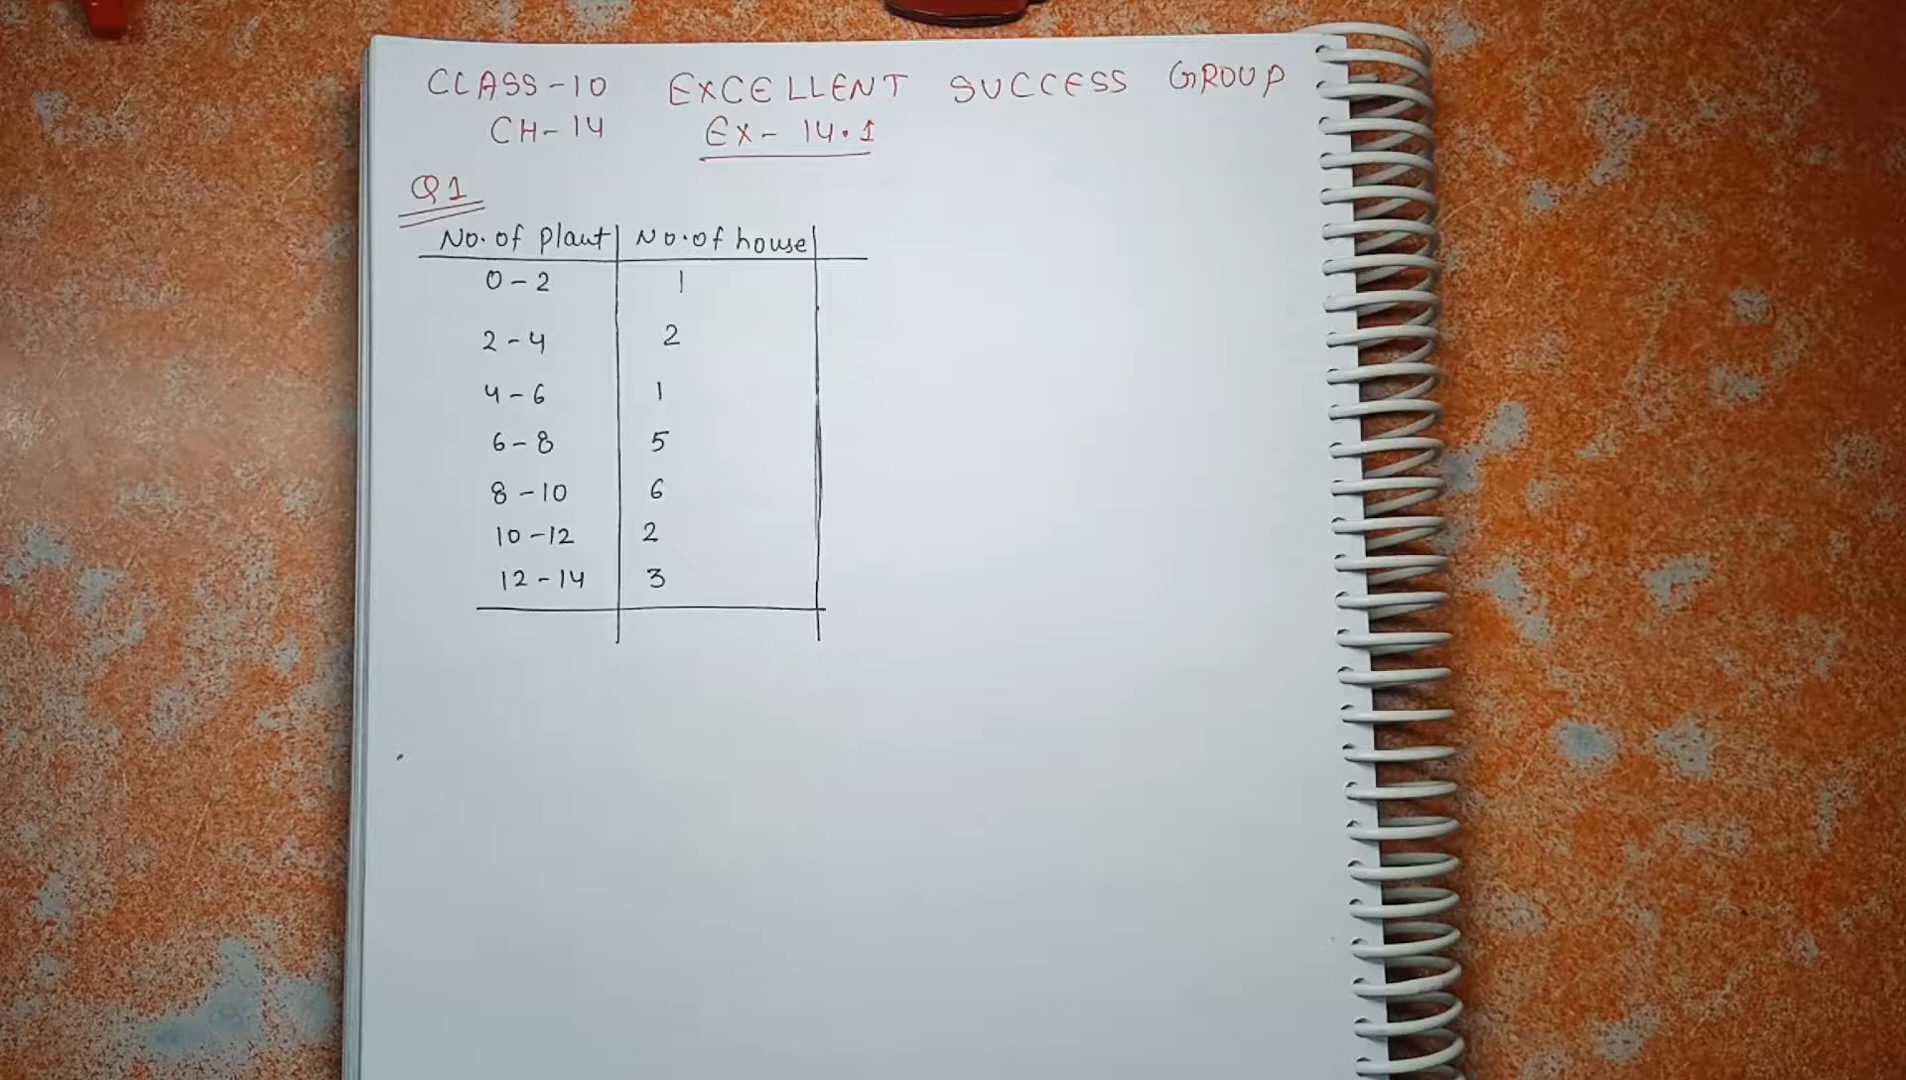 CLASS-10 EXCELLENT SUCCESS GROUP
CH-14 EX-14.1
Q1
No. of plant No. of house
0-2 1
2-4 2
4-6 1
6-8 5
8-10 6
10-12 2
12-14 3